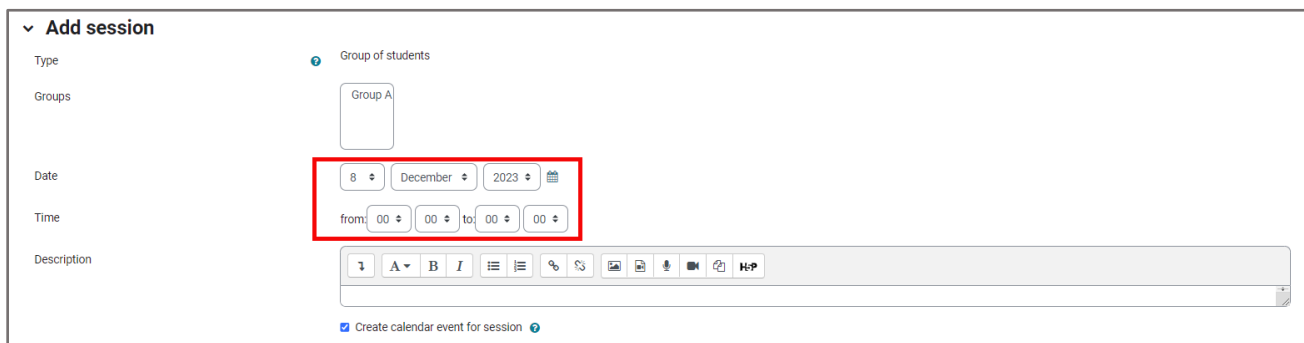 Add session
Type Group of students
Groups Group A
Date 8 December 2023
Time from: 00 00 to: 00 00
Description A B I H-P
Create calendar event for session